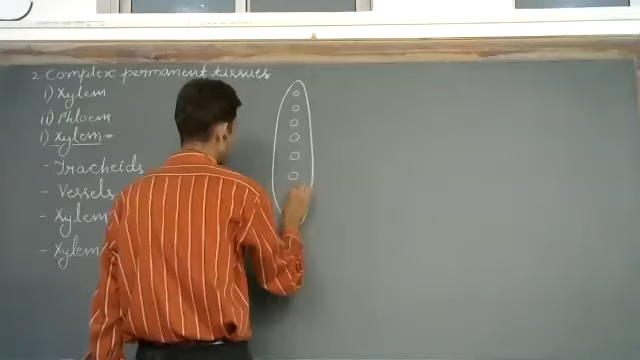 2. Complex permanent tissues
i) Xylem
ii) Phloem
i) Xylem -
- Tracheids
- Vessels
- Xylem
- Xylem